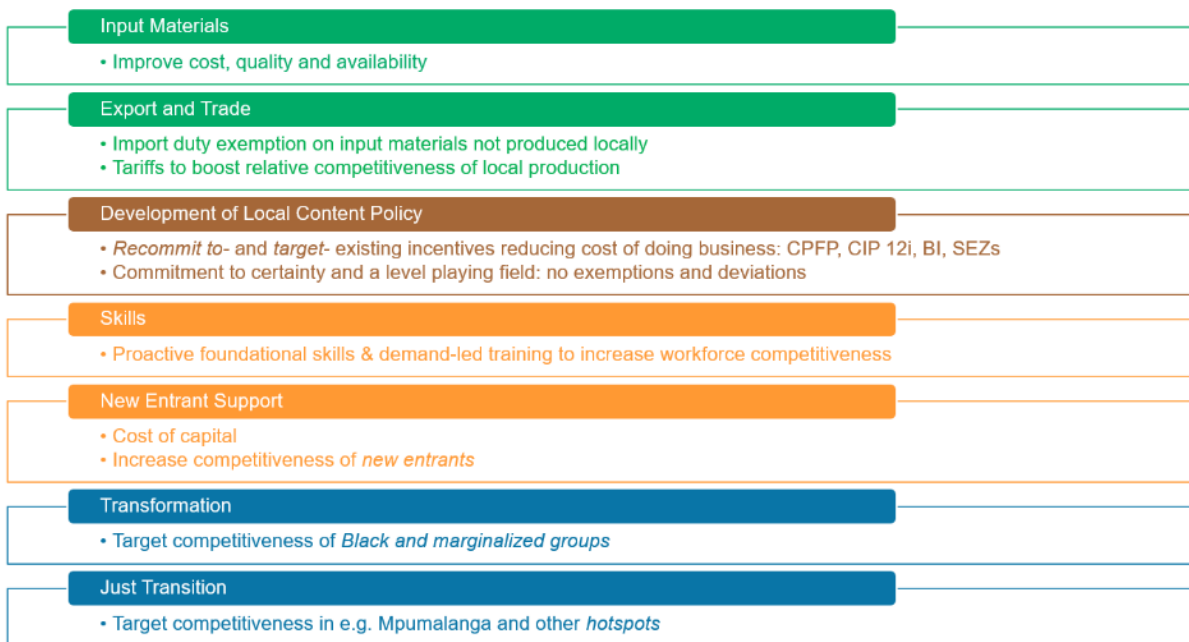 Input Materials
• Improve cost, quality and availability
Export and Trade
• Import duty exemption on input materials not produced locally
• Tariffs to boost relative competitiveness of local production
Development of Local Content Policy
• Recommit to- and target- existing incentives reducing cost of doing business: CPFP, CIP 12i, BI, SEZs
• Commitment to certainty and a level playing field: no exemptions and deviations
Skills
• Proactive foundational skills & demand-led training to increase workforce competitiveness
New Entrant Support
• Cost of capital
• Increase competitiveness of new entrants
Transformation
• Target competitiveness of Black and marginalized groups
Just Transition
• Target competitiveness in e.g. Mpumalanga and other hotspots